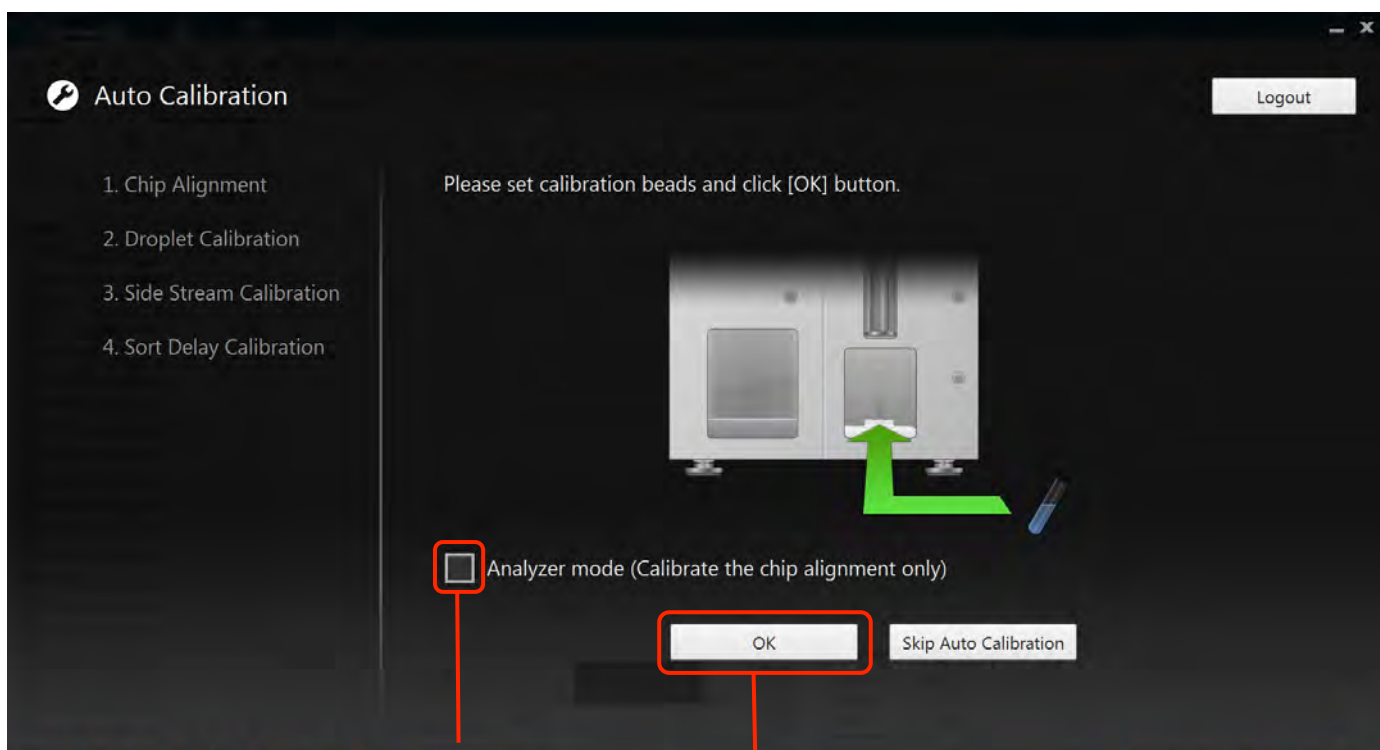 Auto Calibration
Logout
1. Chip Alignment
2. Droplet Calibration
3. Side Stream Calibration
4. Sort Delay Calibration
Please set calibration beads and click [OK] button.
Analyzer mode (Calibrate the chip alignment only)
OK
Skip Auto Calibration